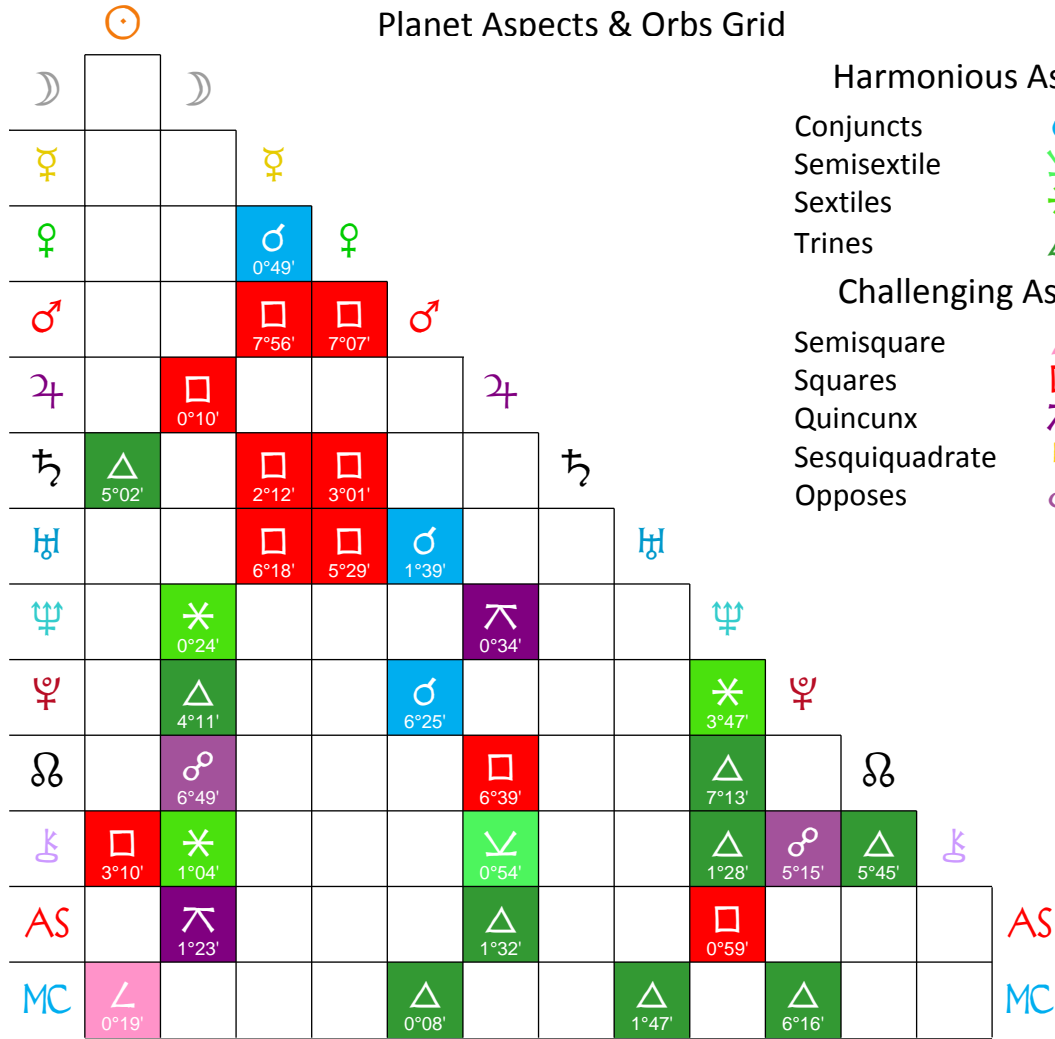 ☉ Planet Aspects & Orbs Grid
☽ ☽
Harmonious As
Conjuncts
☿ ☿
Semisextile
Sextiles
♀ ☌ ♀
0°49'
Trines
Challenging As
♂ □ □ ♂
7°56' 7°07'
Semisquare
Squares
♃ □ ♃
0°10'
Quincunx
Sesquiquadrate
♄ △ □ □ ♄
5°02' 2°12' 3°01'
Opposes
♅ □ □ ☌ ♅
6°18' 5°29' 1°39'
♆ ⚹ ⚻ ♆
0°24' 0°34'
♇ △ ☌ ⚹ ♇
4°11' 6°25' 3°47'
☊ ☍ □ △ ☊
6°49' 6°39' 7°13'
⚷ □ ⚹ ⚺ △ ☍ △ ⚷
3°10' 1°04' 0°54' 1°28' 5°15' 5°45'
AS ⚻ △ □ AS
1°23' 1°32' 0°59'
MC ∠ △ △ △ MC
0°19' 0°08' 1°47' 6°16'